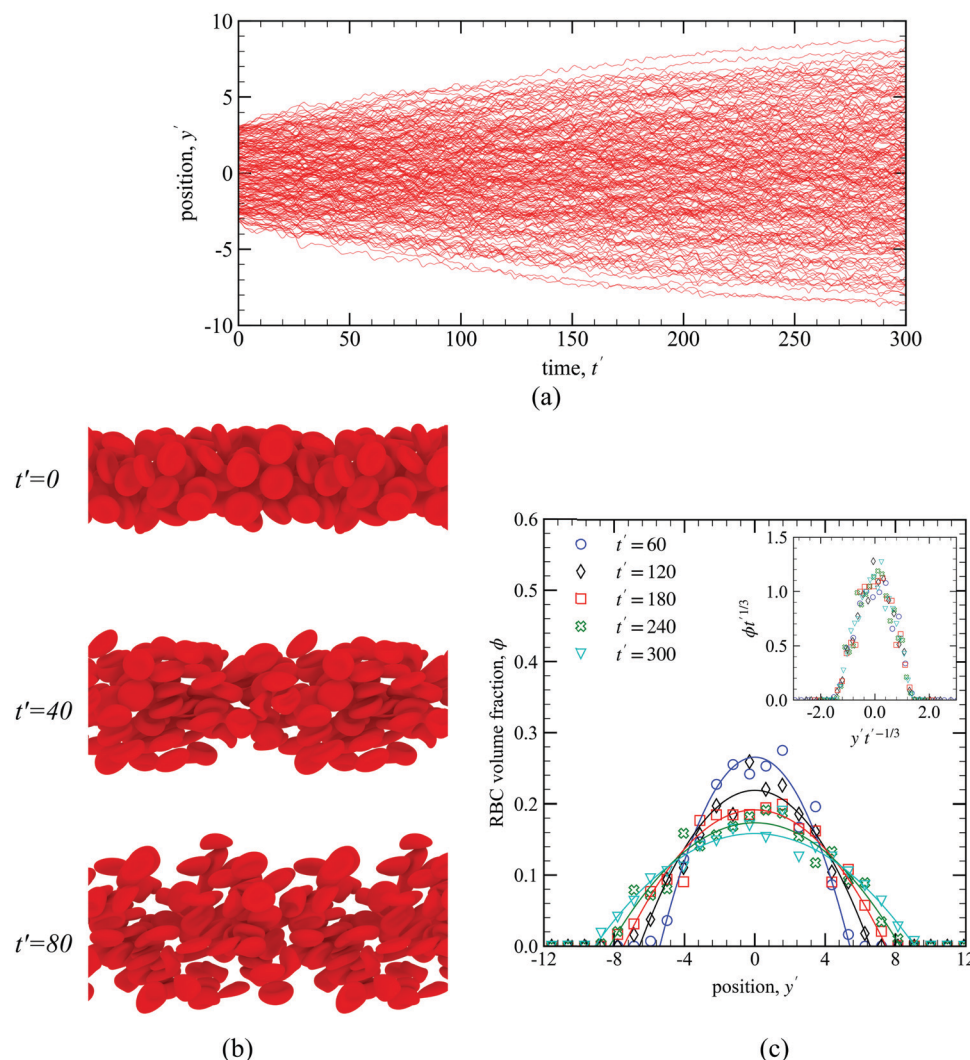 10
5
0
-5
-10
position, y′
0 50 100 150 200 250 300
time, t′
(a)
t′=0
t′=40
t′=80
(b)
0.6
0.5
0.4
0.3
0.2
0.1
0.0
RBC volume fraction, ϕ
t′ = 60
t′ = 120
t′ = 180
t′ = 240
t′ = 300
1.5
1.0
0.5
0.0
ϕt′^1/3
-2.0 0.0 2.0
y′t′^−1/3
-12 -8 -4 0 4 8 12
position, y′
(c)